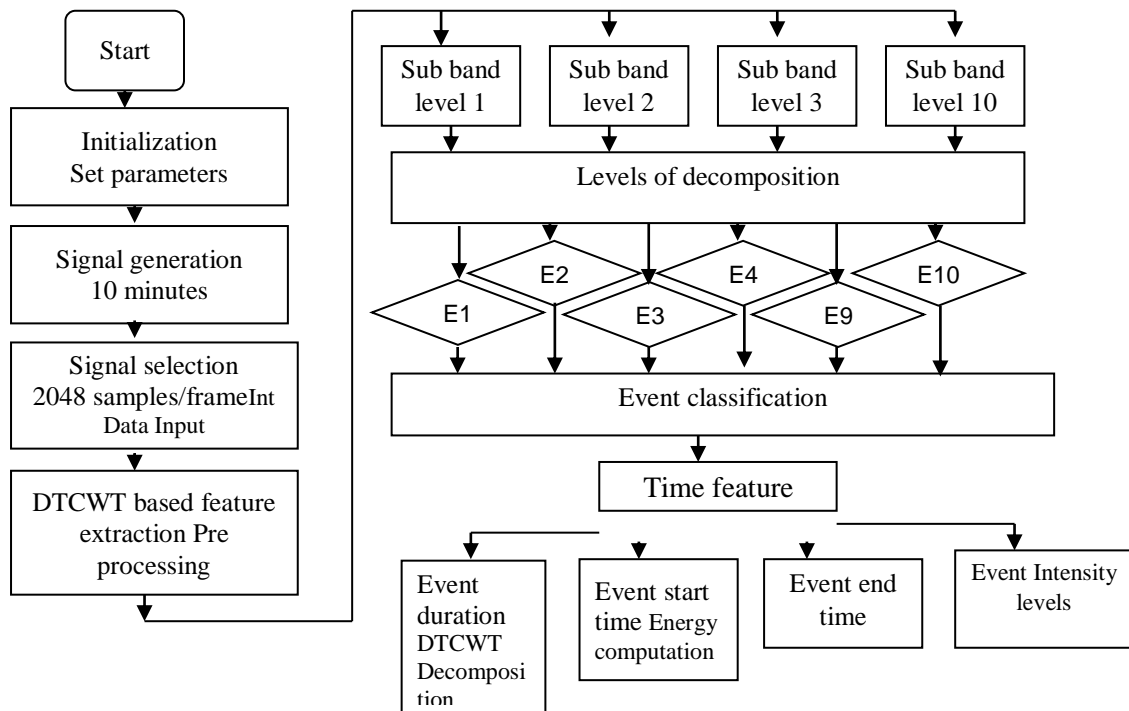 Start
Initialization
Set parameters
Signal generation
10 minutes
Signal selection
2048 samples/frameInt
Data Input
DTCWT based feature
extraction Pre
processing
Sub band
level 1
Sub band
level 2
Sub band
level 3
Sub band
level 10
Levels of decomposition
E1
E2
E3
E4
E9
E10
Event classification
Time feature
Event
duration
DTCWT
Decomposi
tion
Event start
time Energy
computation
Event end
time
Event Intensity
levels